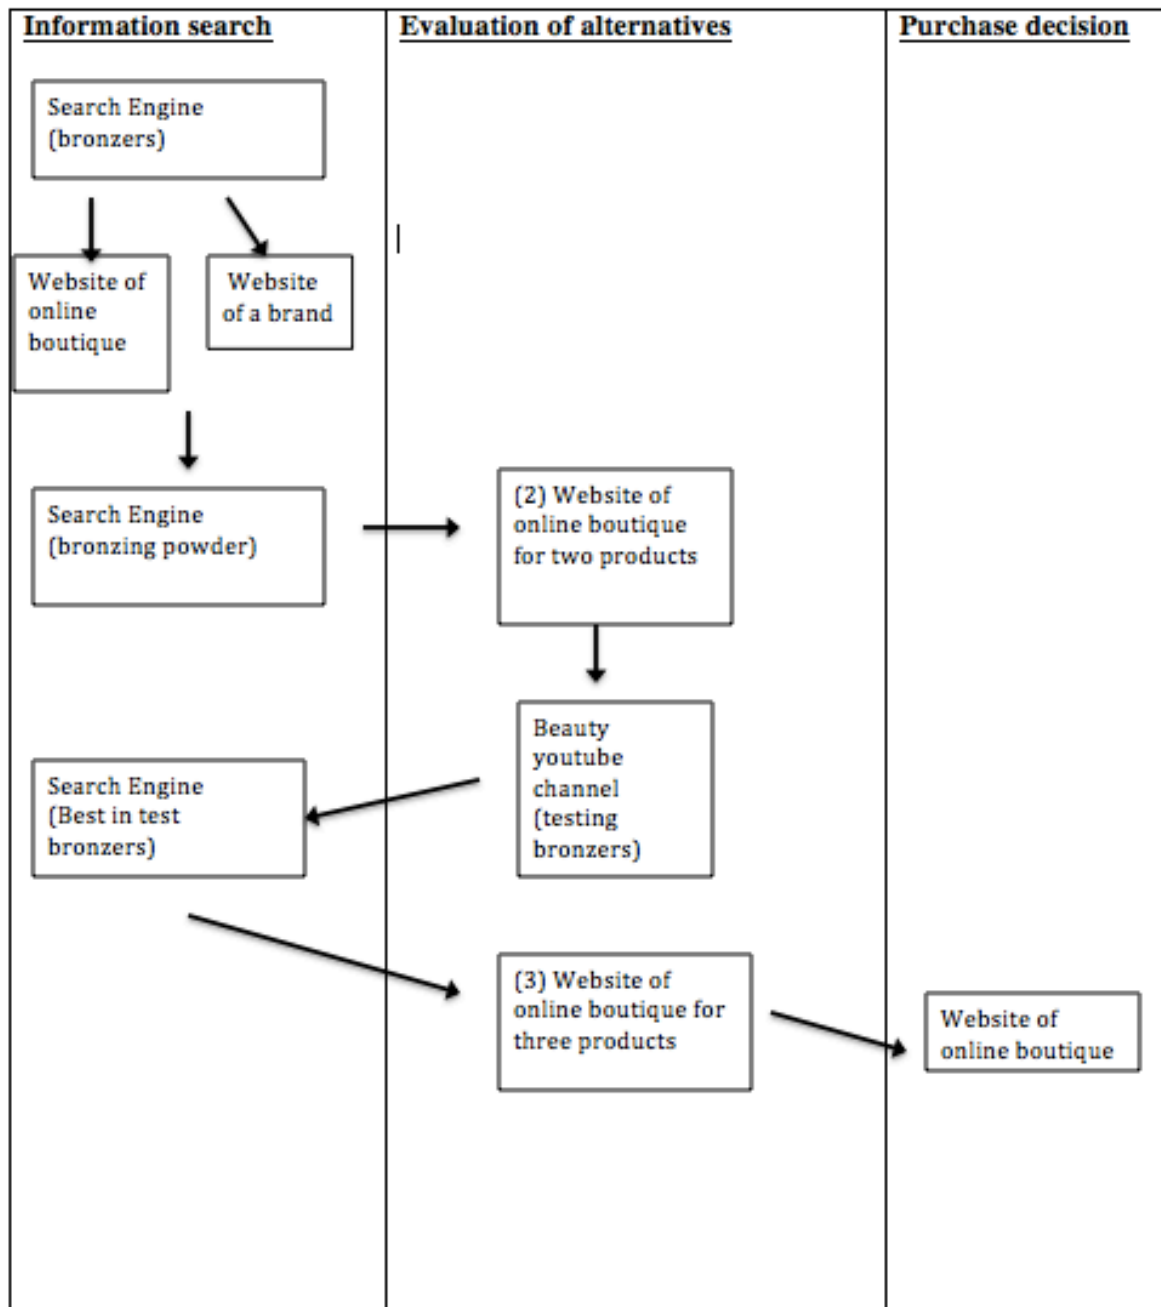 Information search
Evaluation of alternatives
Purchase decision
Search Engine
(bronzers)
Website of
online
boutique
Website
of a brand
Search Engine
(bronzing powder)
(2) Website of
online boutique
for two products
Beauty
youtube
channel
(testing
bronzers)
Search Engine
(Best in test
bronzers)
(3) Website of
online boutique for
three products
Website of
online boutique